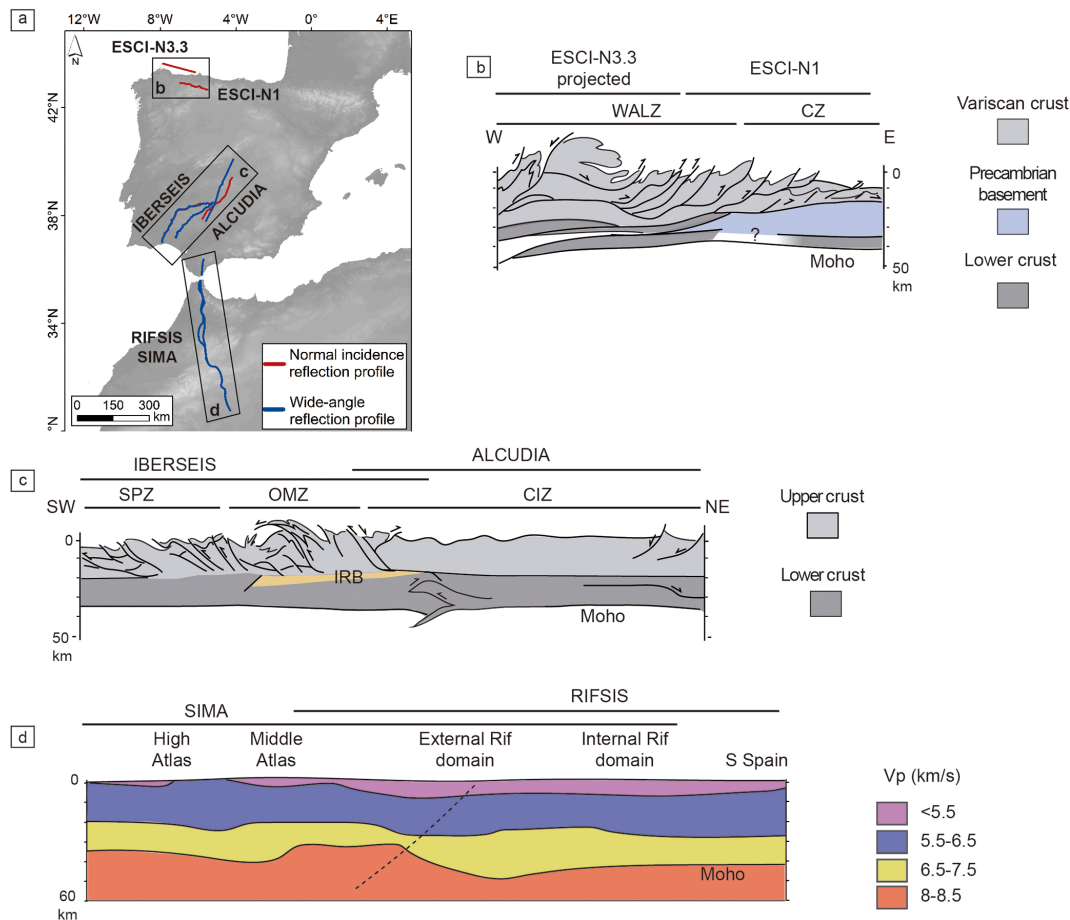 a
12°W
8°W
4°W
0°
4°E
N
ESCI-N3.3
b
ESCI-N1
42°N
c
IBERSEIS
ALCUDIA
38°N
34°N
RIFSIS
SIMA
d
Normal incidence
reflection profile
Wide-angle
reflection profile
0 150 300
km
°N
b
ESCI-N3.3
projected
ESCI-N1
WALZ
CZ
W
E
0
?
Moho
50
km
Variscan crust
Precambrian
basement
Lower crust
c
IBERSEIS
ALCUDIA
SW
SPZ
OMZ
CIZ
NE
0
IRB
Moho
50
km
Upper crust
Lower crust
d
RIFSIS
SIMA
High
Atlas
Middle
Atlas
External Rif
domain
Internal Rif
domain
S Spain
0
Moho
60
km
Vp (km/s)
<5.5
5.5-6.5
6.5-7.5
8-8.5